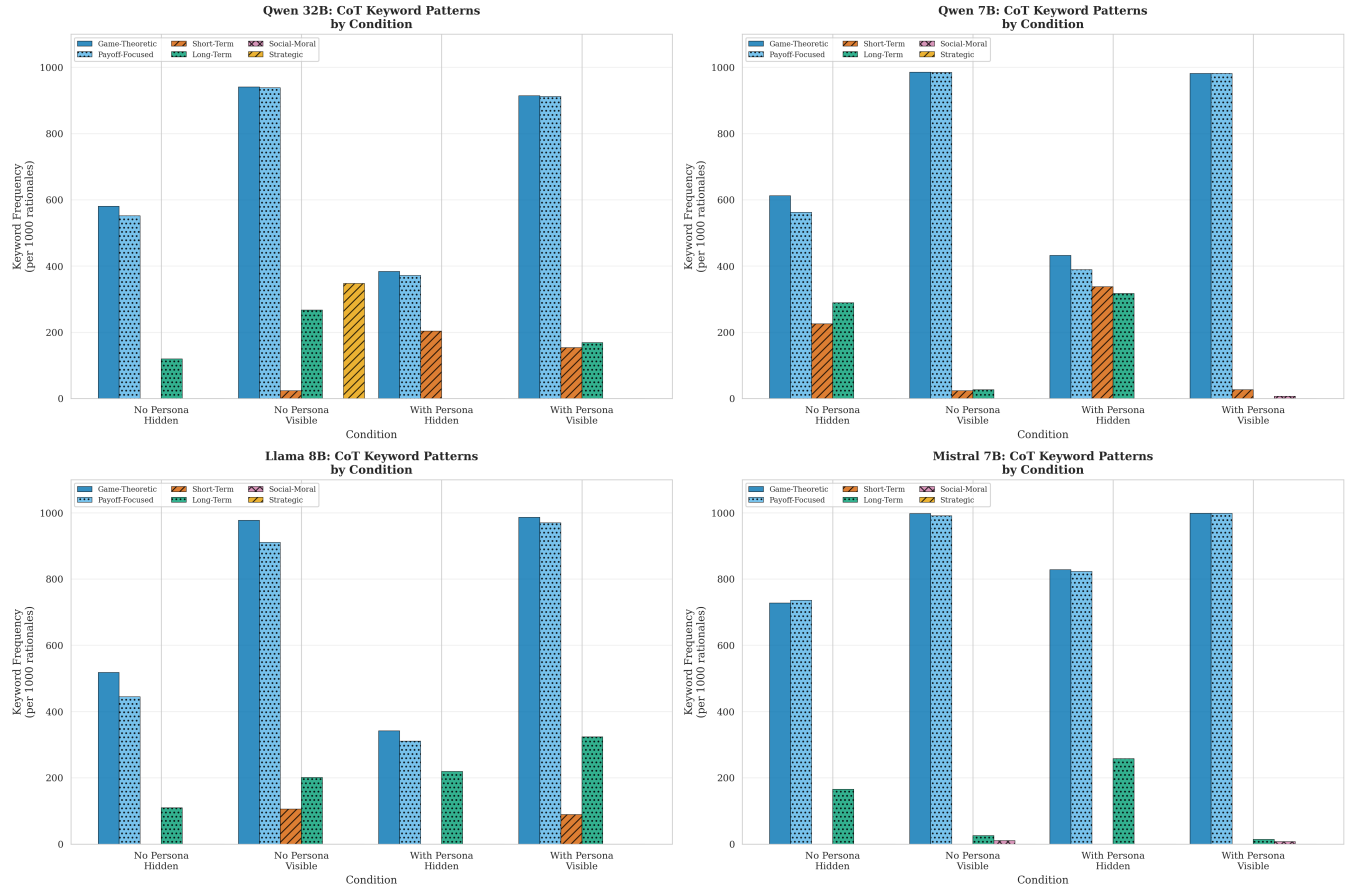 Qwen 32B: CoT Keyword Patterns
by Condition
Game-Theoretic Short-Term Social-Moral
Payoff-Focused Long-Term Strategic
1000
800
600
400
200
0
Keyword Frequency
(per 1000 rationales)
No Persona
Hidden
No Persona
Visible
With Persona
Hidden
With Persona
Visible
Condition
Qwen 7B: CoT Keyword Patterns
by Condition
Game-Theoretic Short-Term Social-Moral
Payoff-Focused Long-Term Strategic
1000
800
600
400
200
0
Keyword Frequency
(per 1000 rationales)
No Persona
Hidden
No Persona
Visible
With Persona
Hidden
With Persona
Visible
Condition
Llama 8B: CoT Keyword Patterns
by Condition
Game-Theoretic Short-Term Social-Moral
Payoff-Focused Long-Term Strategic
1000
800
600
400
200
0
Keyword Frequency
(per 1000 rationales)
No Persona
Hidden
No Persona
Visible
With Persona
Hidden
With Persona
Visible
Condition
Mistral 7B: CoT Keyword Patterns
by Condition
Game-Theoretic Short-Term Social-Moral
Payoff-Focused Long-Term Strategic
1000
800
600
400
200
0
Keyword Frequency
(per 1000 rationales)
No Persona
Hidden
No Persona
Visible
With Persona
Hidden
With Persona
Visible
Condition